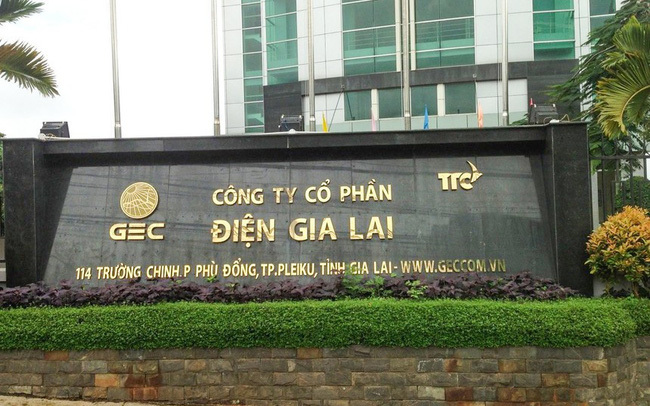 GEC
CÔNG TY CỔ PHẦN
TTC
ĐIỆN GIA LAI
114 TRƯỜNG CHINH.P PHÙ ĐỔNG,TP.PLEIKU,TỈNH GIA LAI-WWW.GECCOM.VN